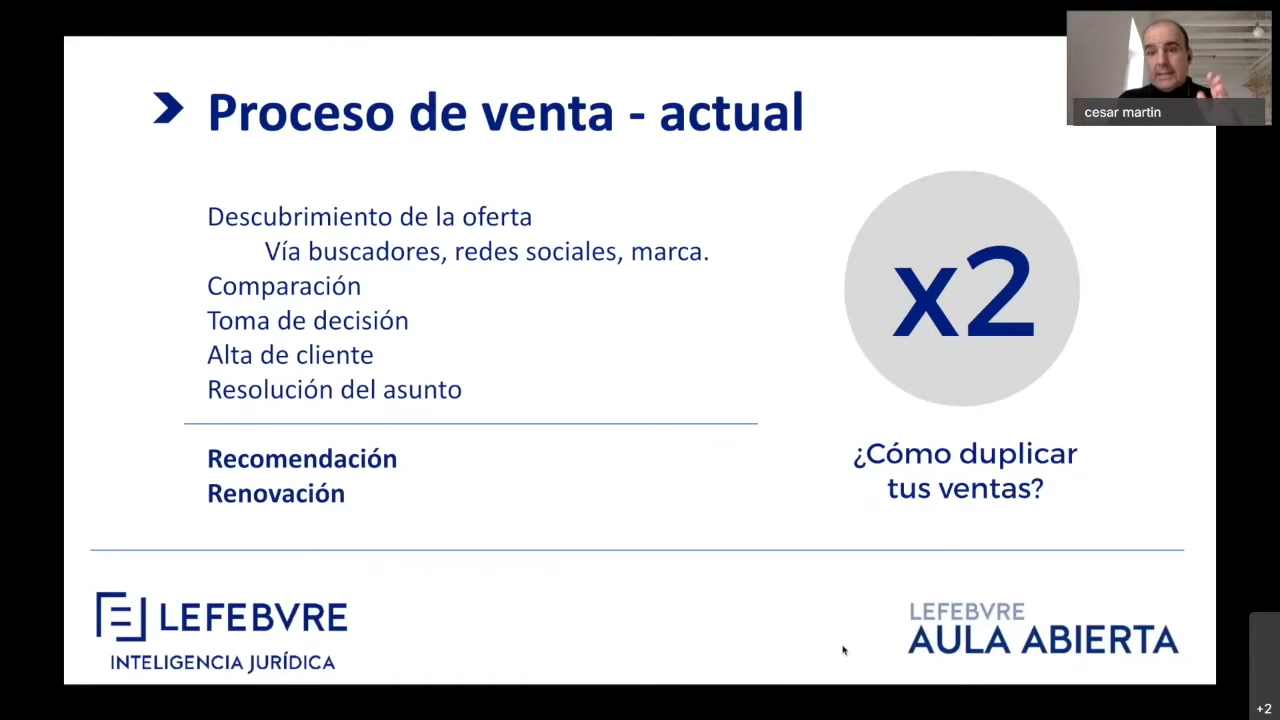 Proceso de venta - actual
cesar martin
Descubrimiento de la oferta
Vía buscadores, redes sociales, marca.
Comparación
Toma de decisión
Alta de cliente
Resolución del asunto
Recomendación
Renovación
x2
¿Cómo duplicar
tus ventas?
LEFEBVRE
INTELIGENCIA JURÍDICA
LEFEBVRE
AULA ABIERTA
+2